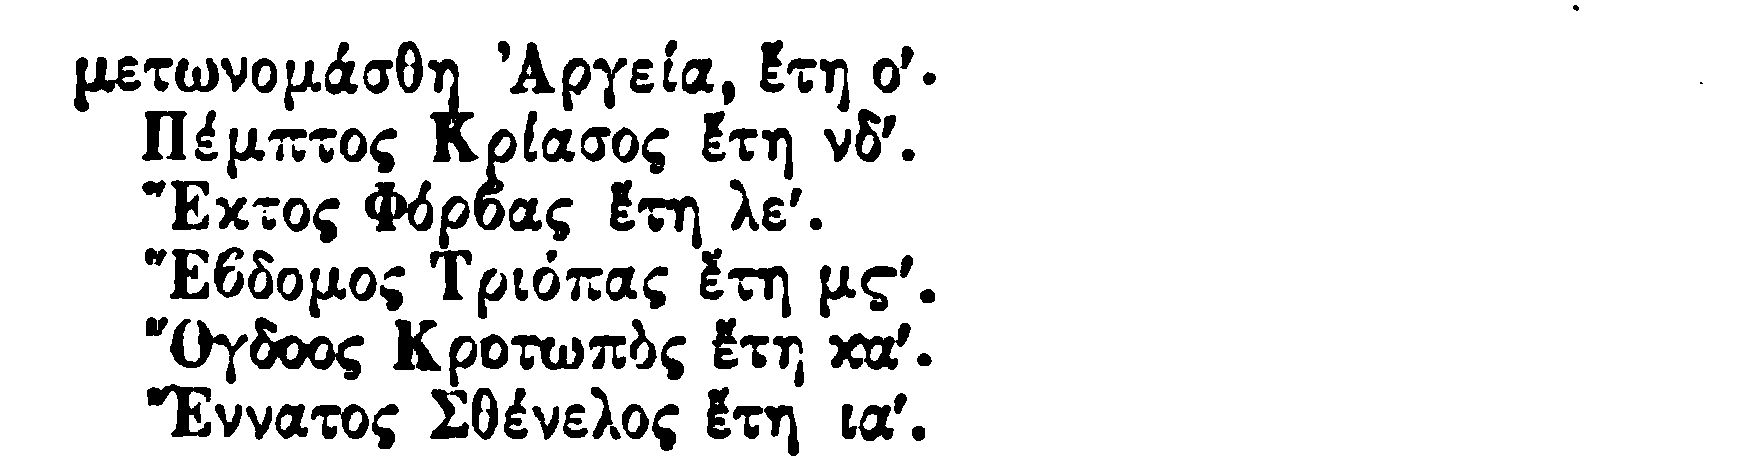 μετωνομάσθη Ἀργεία, ἔτη ο′·
Πέμπτος Κρίασος ἔτη νδ′.
Ἕκτος Φόρϐας ἔτη λε′.
Ἕϐδομος Τριόπας ἔτη μς′.
Ὄγδοος Κροτωπὸς ἔτη κα′.
Ἔννατος Σθένελος ἔτη ια′.